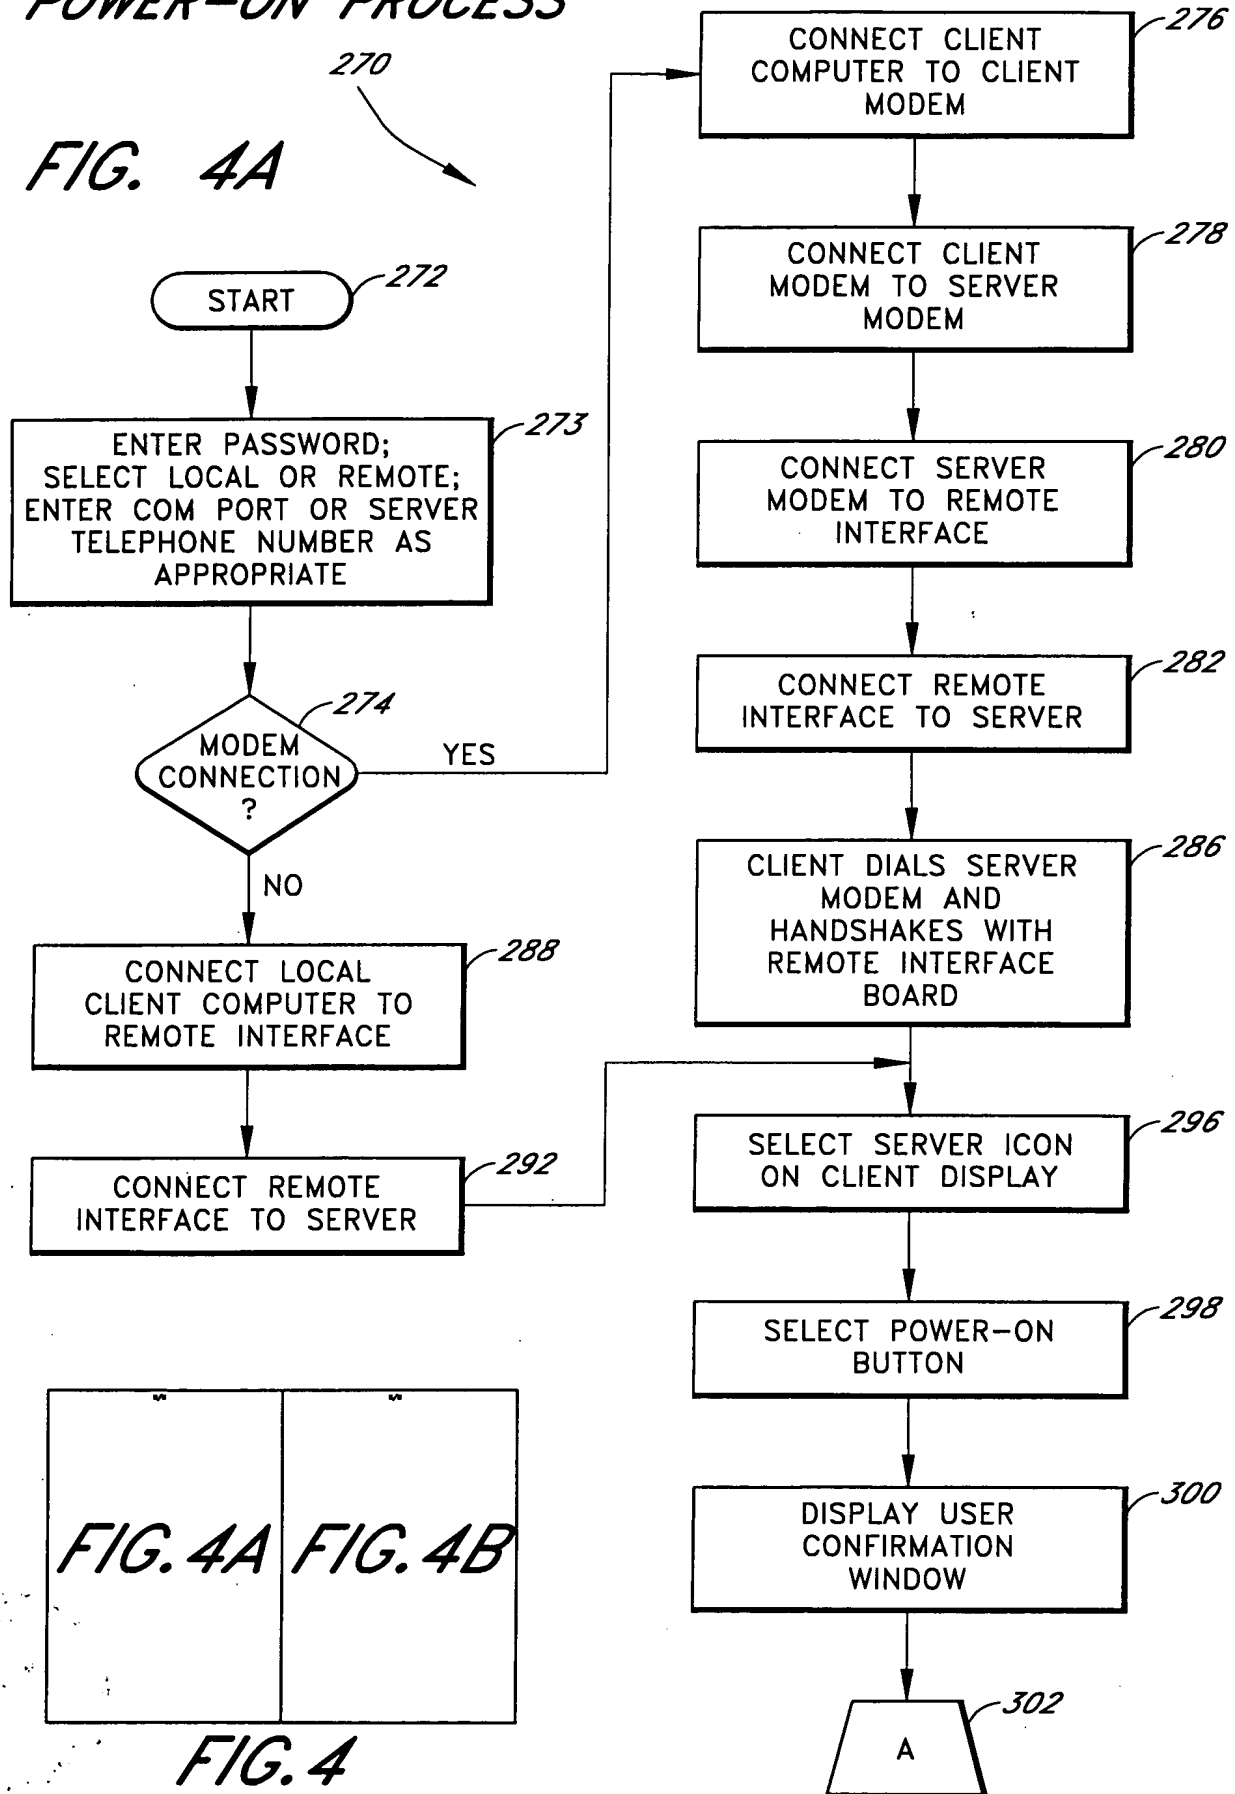 POWER-ON PROCESS
270
FIG. 4A
START
272
ENTER PASSWORD;
SELECT LOCAL OR REMOTE;
ENTER COM PORT OR SERVER
TELEPHONE NUMBER AS
APPROPRIATE
273
MODEM
CONNECTION
?
274
YES
NO
CONNECT LOCAL
CLIENT COMPUTER TO
REMOTE INTERFACE
288
CONNECT REMOTE
INTERFACE TO SERVER
292
CONNECT CLIENT
COMPUTER TO CLIENT
MODEM
276
CONNECT CLIENT
MODEM TO SERVER
MODEM
278
CONNECT SERVER
MODEM TO REMOTE
INTERFACE
280
CONNECT REMOTE
INTERFACE TO SERVER
282
CLIENT DIALS SERVER
MODEM AND
HANDSHAKES WITH
REMOTE INTERFACE
BOARD
286
SELECT SERVER ICON
ON CLIENT DISPLAY
296
SELECT POWER-ON
BUTTON
298
DISPLAY USER
CONFIRMATION
WINDOW
300
A
302
FIG. 4A
FIG. 4B
FIG. 4